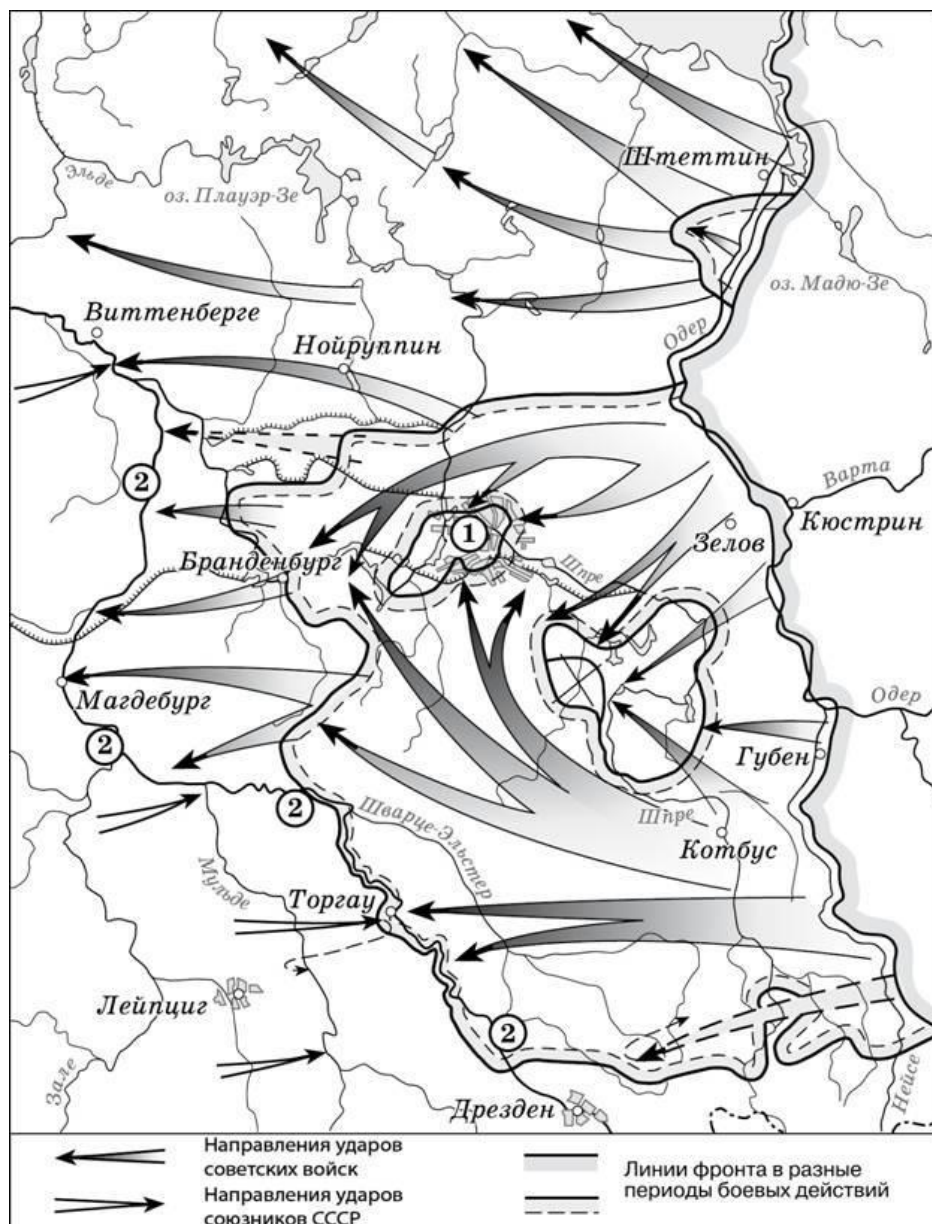 Штеттин
Эльде
оз. Плауэр-Зе
оз. Мадю-Зе
Виттенберге
Одер
Нойруппин
Варта
2
Кюстрин
1
Зелов
Бранденбург
Шпре
Магдебург
Одер
2
Губен
2
Шварце-Эльстер
Шпре
Котбус
Мульде
Торгау
Лейпциг
2
Зале
Дрезден
Нейсе
Направления ударов
советских войск
Направления ударов
союзников СССР
Линии фронта в разные
периоды боевых действий